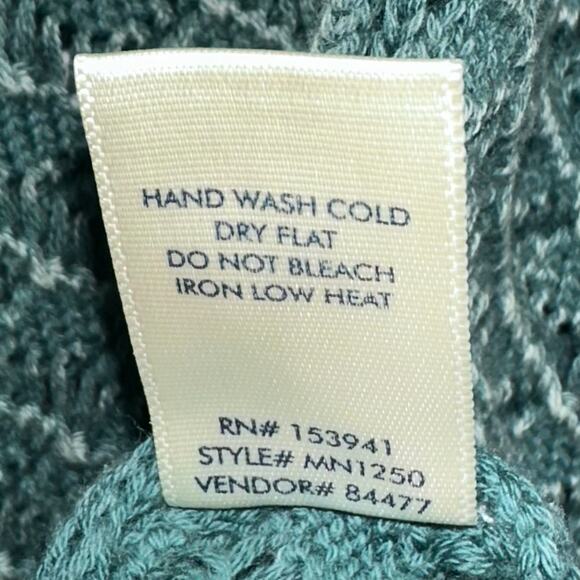 HAND WASH COLD
DRY FLAT
DO NOT BLEACH
IRON LOW HEAT
RN# 153941
STYLE# MN1250
VENDOR# 84477